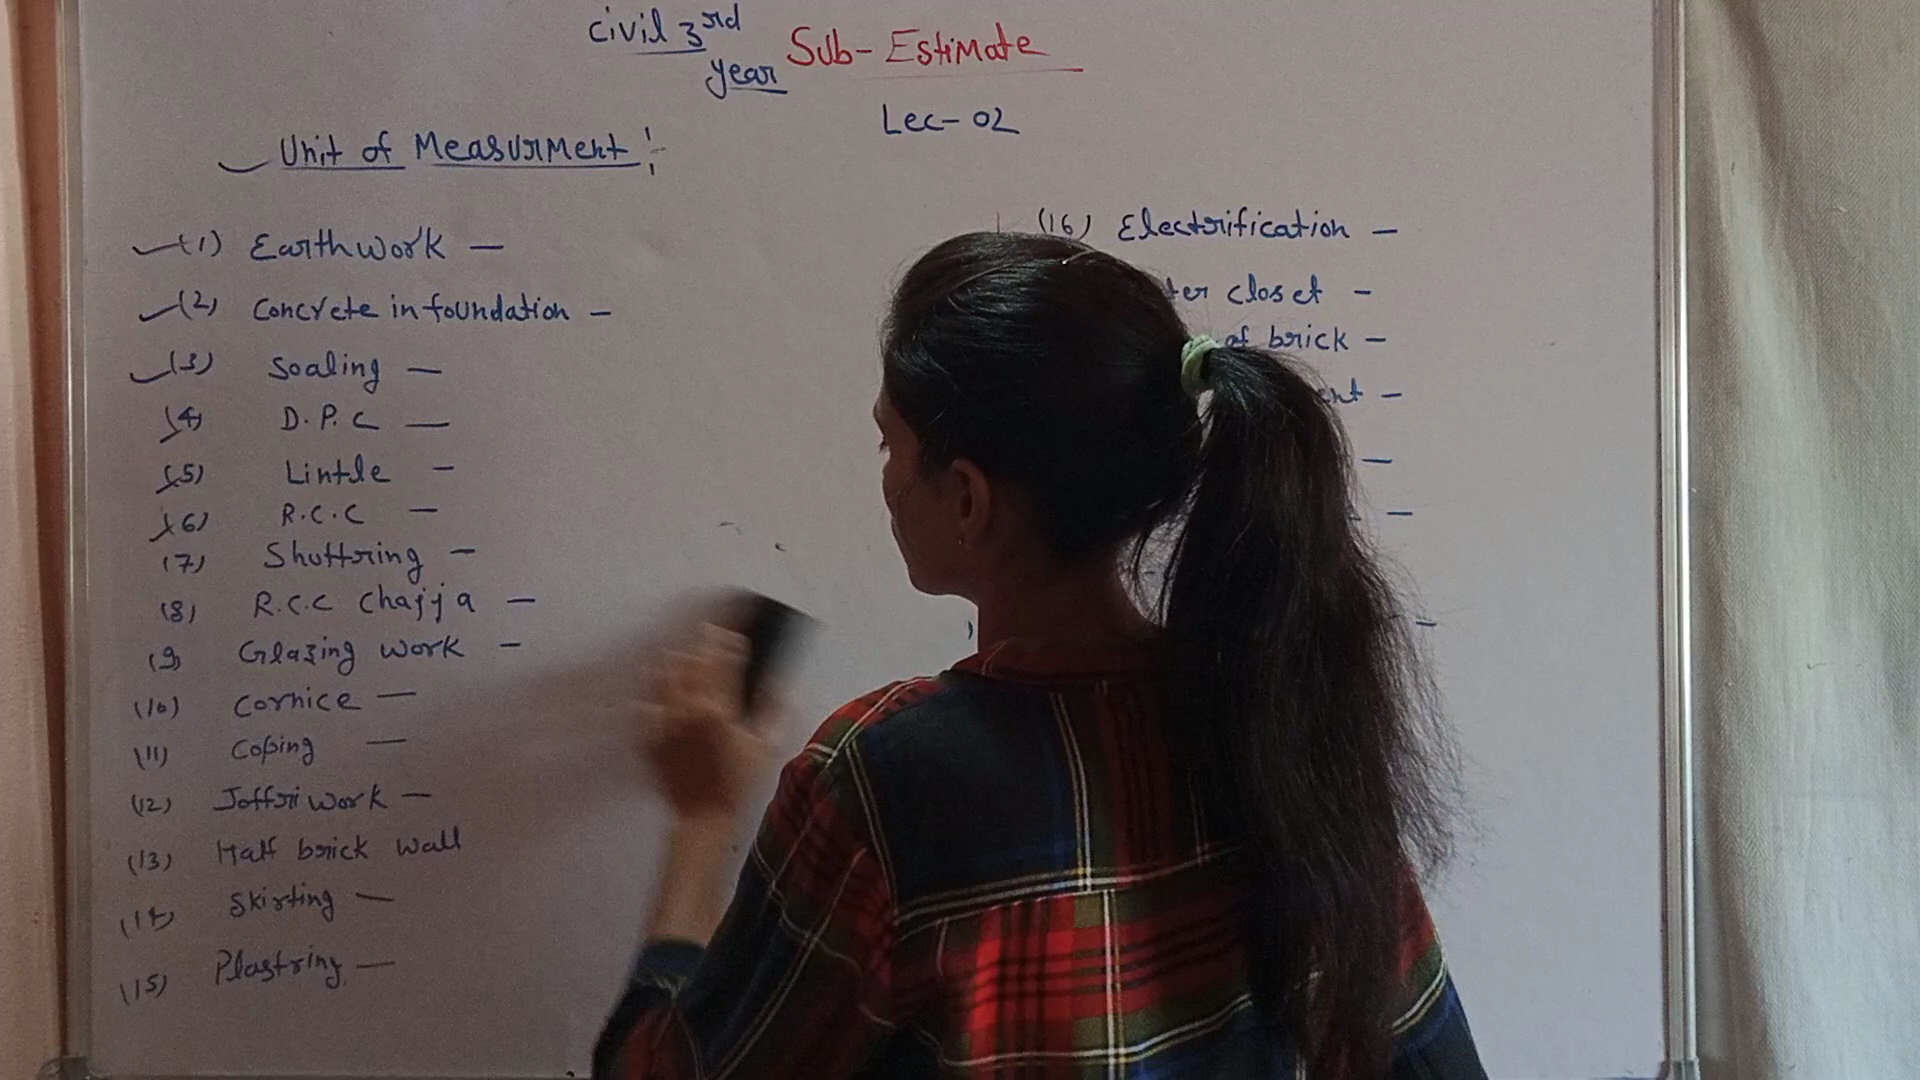 Civil 3rd year Sub- Estimate
Lec- 02
Unit of Measurment :-
(1) Earthwork —
(2) Concrete in foundation —
(3) Soaling —
(4) D.P.C —
(5) Lintle —
(6) R.C.C —
(7) Shuttring —
(8) R.C.C Chajja —
(9) Glazing work —
(10) Cornice —
(11) Coping —
(12) Joffri work —
(13) Half brick wall
(14) Skirting —
(15) Plastring —
(16) Electrification —
closet —
of brick —